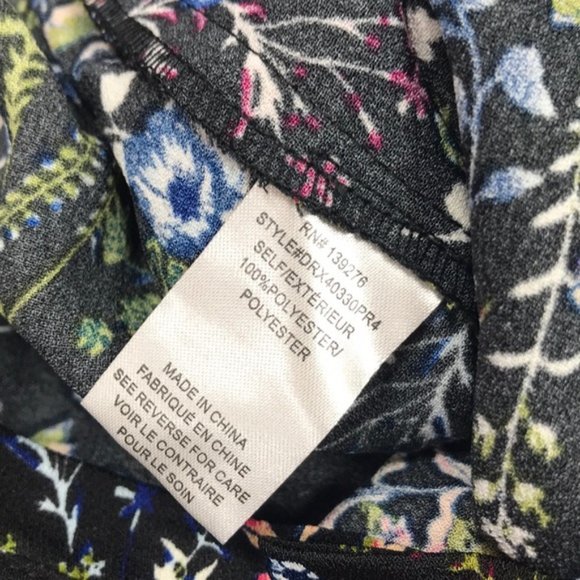 RN# 139276
STYLE#DRX40330PR4
SELF/EXTÉRIEUR
100%POLYESTER/
POLYESTER
MADE IN CHINA
FABRIQUÉ EN CHINE
SEE REVERSE FOR CARE
VOIR LE CONTRAIRE
POUR LE SOIN